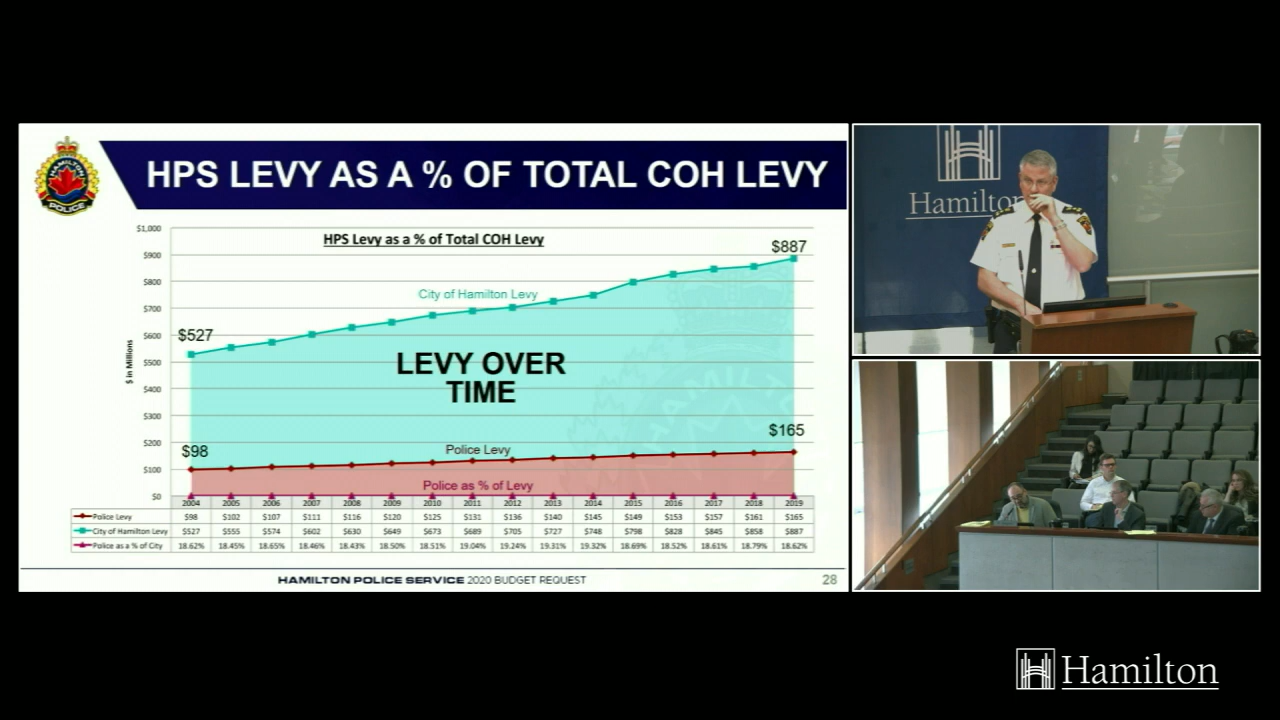 HAMILTON
POLICE
HPS LEVY AS A % OF TOTAL COH LEVY
HPS Levy as a % of Total COH Levy
$ in Millions
$1,000
$900
$800
$700
$600
$500
$400
$300
$200
$100
$0
$527
$887
City of Hamilton Levy
LEVY OVER
TIME
$98
$165
Police Levy
Police as % of Levy
2004 2005 2006 2007 2008 2009 2010 2011 2012 2013 2014 2015 2016 2017 2018 2019
Police Levy $98 $102 $107 $111 $116 $120 $125 $131 $136 $140 $145 $149 $153 $157 $161 $165
City of Hamilton Levy $527 $555 $574 $602 $630 $649 $673 $689 $705 $727 $748 $798 $828 $845 $858 $887
Police as a % of City 18.62% 18.45% 18.65% 18.46% 18.43% 18.50% 18.51% 19.04% 19.24% 19.31% 19.32% 18.69% 18.52% 18.61% 18.79% 18.62%
HAMILTON POLICE SERVICE 2020 BUDGET REQUEST
28
Hamilton
Hamilton